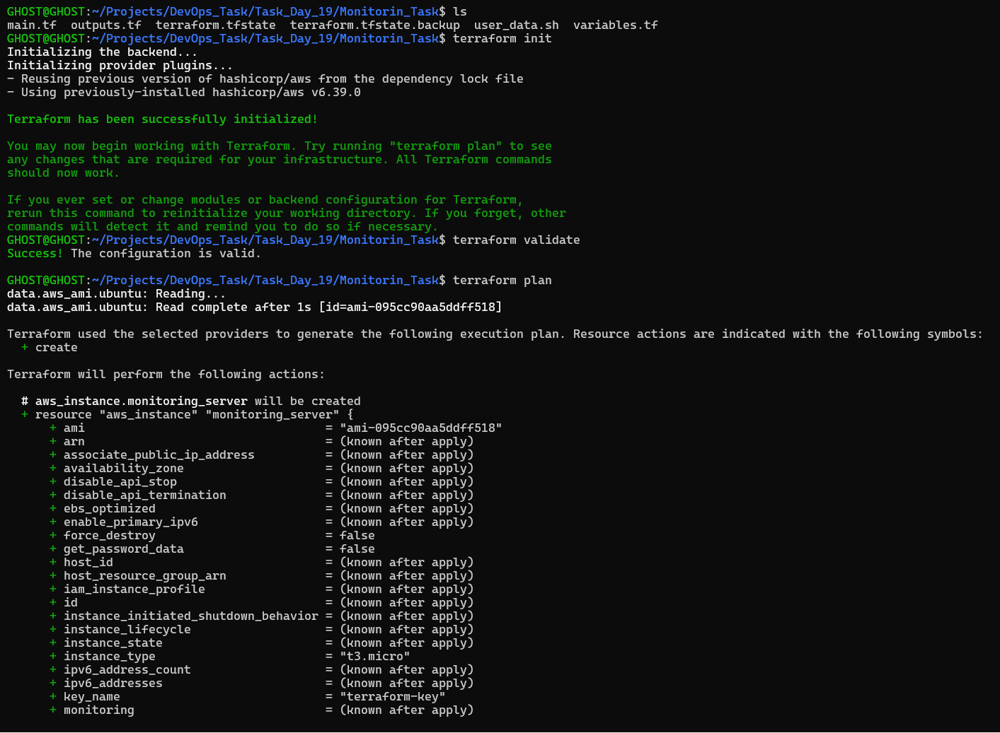 GHOST@GHOST:~/Projects/DevOps_Task/Task_Day_19/Monitorin_Task$ ls
main.tf  outputs.tf  terraform.tfstate  terraform.tfstate.backup  user_data.sh  variables.tf
GHOST@GHOST:~/Projects/DevOps_Task/Task_Day_19/Monitorin_Task$ terraform init
Initializing the backend...
Initializing provider plugins...
- Reusing previous version of hashicorp/aws from the dependency lock file
- Using previously-installed hashicorp/aws v6.39.0

Terraform has been successfully initialized!

You may now begin working with Terraform. Try running "terraform plan" to see
any changes that are required for your infrastructure. All Terraform commands
should now work.

If you ever set or change modules or backend configuration for Terraform,
rerun this command to reinitialize your working directory. If you forget, other
commands will detect it and remind you to do so if necessary.
GHOST@GHOST:~/Projects/DevOps_Task/Task_Day_19/Monitorin_Task$ terraform validate
Success! The configuration is valid.

GHOST@GHOST:~/Projects/DevOps_Task/Task_Day_19/Monitorin_Task$ terraform plan
data.aws_ami.ubuntu: Reading...
data.aws_ami.ubuntu: Read complete after 1s [id=ami-095cc90aa5ddff518]

Terraform used the selected providers to generate the following execution plan. Resource actions are indicated with the following symbols:
  + create

Terraform will perform the following actions:

  # aws_instance.monitoring_server will be created
  + resource "aws_instance" "monitoring_server" {
      + ami                                  = "ami-095cc90aa5ddff518"
      + arn                                  = (known after apply)
      + associate_public_ip_address          = (known after apply)
      + availability_zone                    = (known after apply)
      + disable_api_stop                     = (known after apply)
      + disable_api_termination              = (known after apply)
      + ebs_optimized                        = (known after apply)
      + enable_primary_ipv6                  = (known after apply)
      + force_destroy                        = false
      + get_password_data                    = false
      + host_id                              = (known after apply)
      + host_resource_group_arn              = (known after apply)
      + iam_instance_profile                 = (known after apply)
      + id                                   = (known after apply)
      + instance_initiated_shutdown_behavior = (known after apply)
      + instance_lifecycle                   = (known after apply)
      + instance_state                       = (known after apply)
      + instance_type                        = "t3.micro"
      + ipv6_address_count                   = (known after apply)
      + ipv6_addresses                       = (known after apply)
      + key_name                             = "terraform-key"
      + monitoring                           = (known after apply)